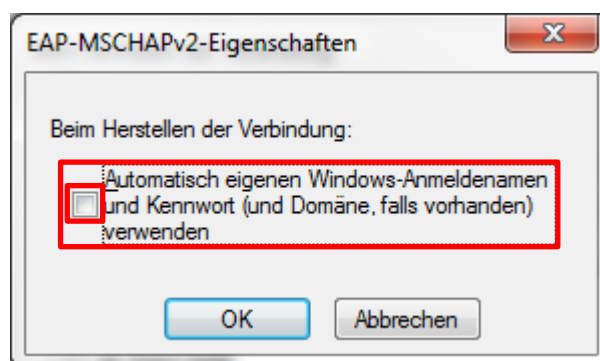 EAP-MSCHAPv2-Eigenschaften
Beim Herstellen der Verbindung:
Automatisch eigenen Windows-Anmeldenamen
und Kennwort (und Domäne, falls vorhanden)
verwenden
OK
Abbrechen